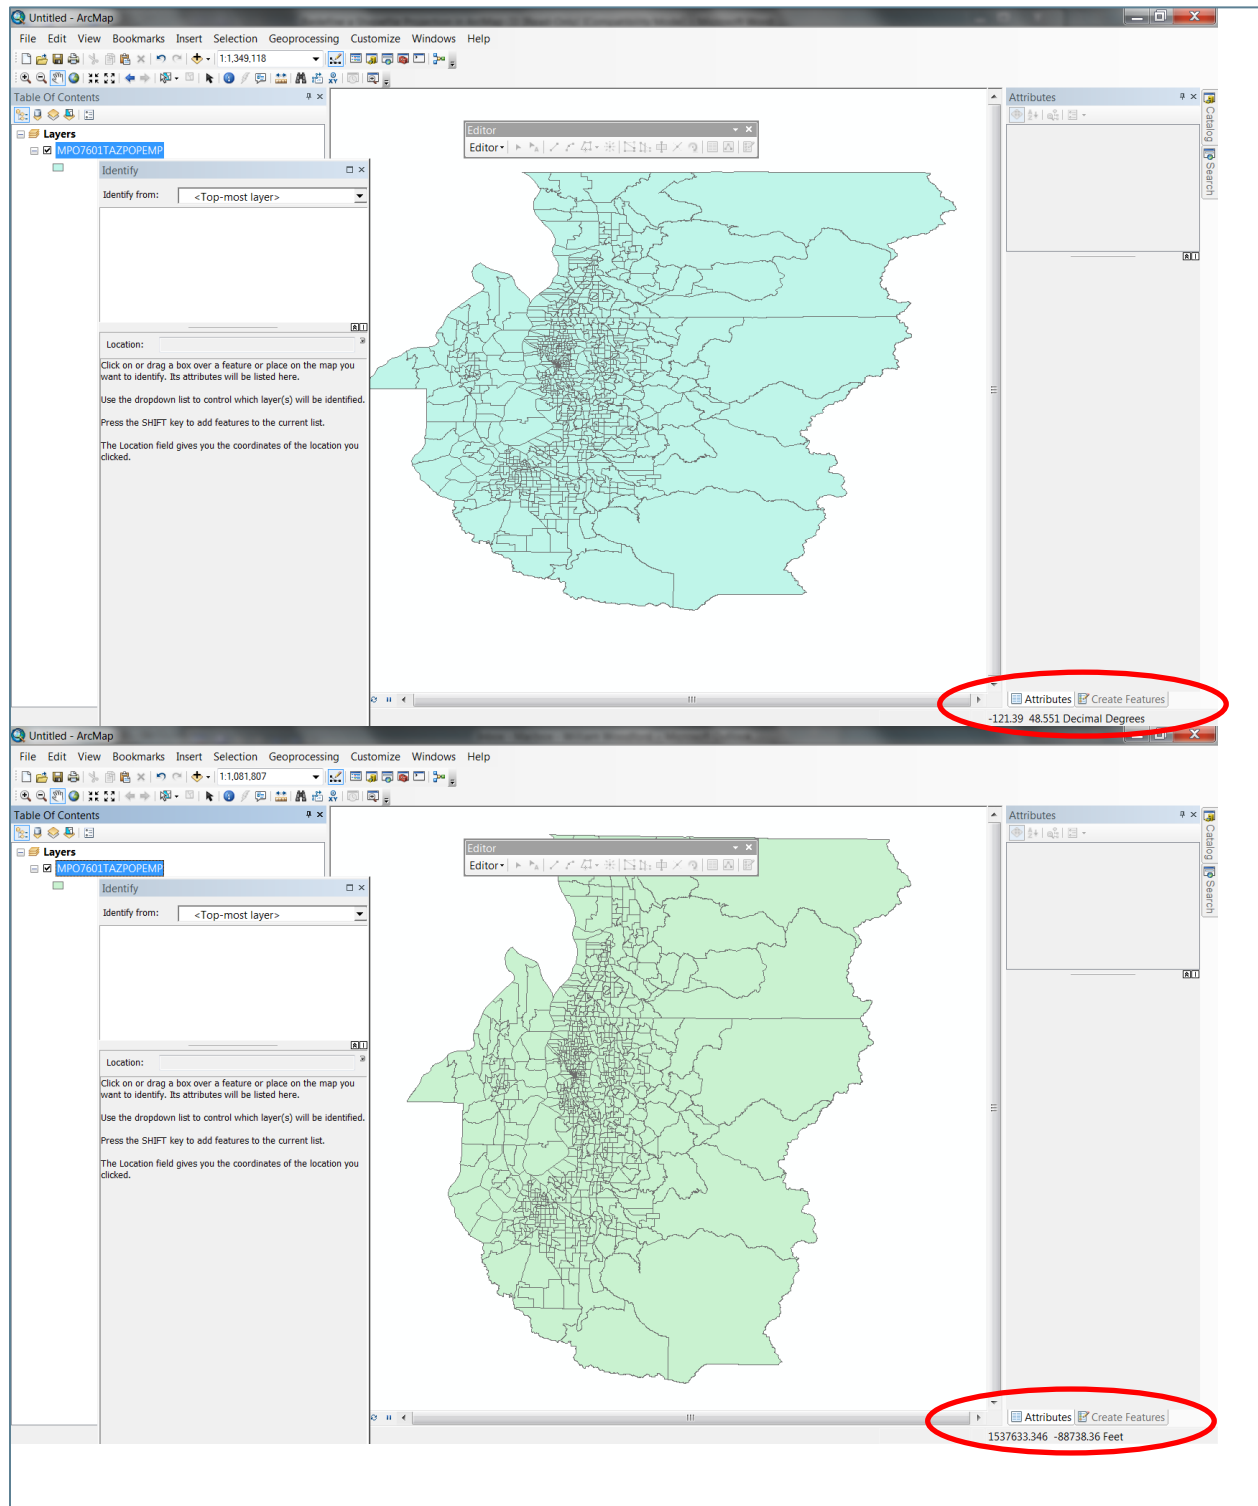 Untitled - ArcMap
File Edit View Bookmarks Insert Selection Geoprocessing Customize Windows Help
1:1,349,118
Table Of Contents
Attributes
Layers
MPO7601TAZPOPEMP
Editor
Editor
Catalog
Search
Identify
Identify from: <Top-most layer>
Location:
Click on or drag a box over a feature or place on the map you
want to identify. Its attributes will be listed here.
Use the dropdown list to control which layer(s) will be identified.
Press the SHIFT key to add features to the current list.
The Location field gives you the coordinates of the location you
clicked.
Attributes Create Features
-121.39 48.551 Decimal Degrees
Untitled - ArcMap
File Edit View Bookmarks Insert Selection Geoprocessing Customize Windows Help
1:1,081,807
Table Of Contents
Attributes
Layers
MPO7601TAZPOPEMP
Editor
Editor
Catalog
Search
Identify
Identify from: <Top-most layer>
Location:
Click on or drag a box over a feature or place on the map you
want to identify. Its attributes will be listed here.
Use the dropdown list to control which layer(s) will be identified.
Press the SHIFT key to add features to the current list.
The Location field gives you the coordinates of the location you
clicked.
Attributes Create Features
1537633.346 -88738.36 Feet